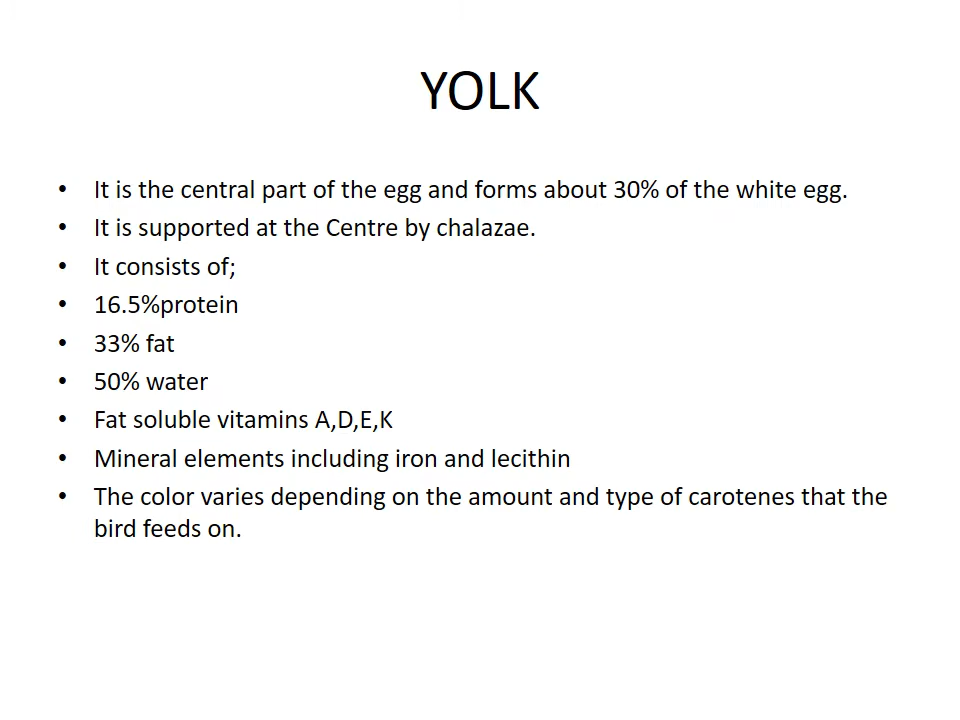 YOLK
• It is the central part of the egg and forms about 30% of the white egg.
• It is supported at the Centre by chalazae.
• It consists of;
• 16.5%protein
• 33% fat
• 50% water
• Fat soluble vitamins A,D,E,K
• Mineral elements including iron and lecithin
• The color varies depending on the amount and type of carotenes that the
bird feeds on.